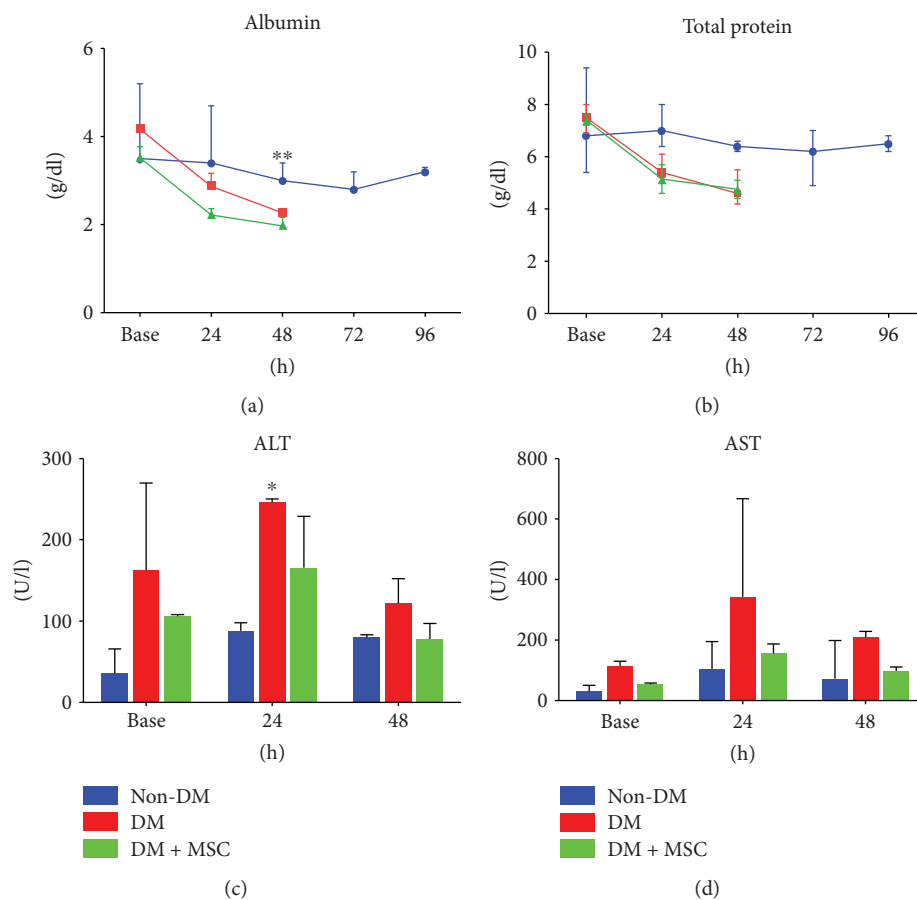 Albumin
6
4
2
0
(g/dl)
**
Base 24 48 72 96
(h)
(a)
Total protein
10
8
6
4
2
0
(g/dl)
Base 24 48 72 96
(h)
(b)
ALT
300
200
100
0
(U/l)
*
Base 24 48
(h)
Non-DM
DM
DM + MSC
(c)
AST
800
600
400
200
0
(U/l)
Base 24 48
(h)
Non-DM
DM
DM + MSC
(d)